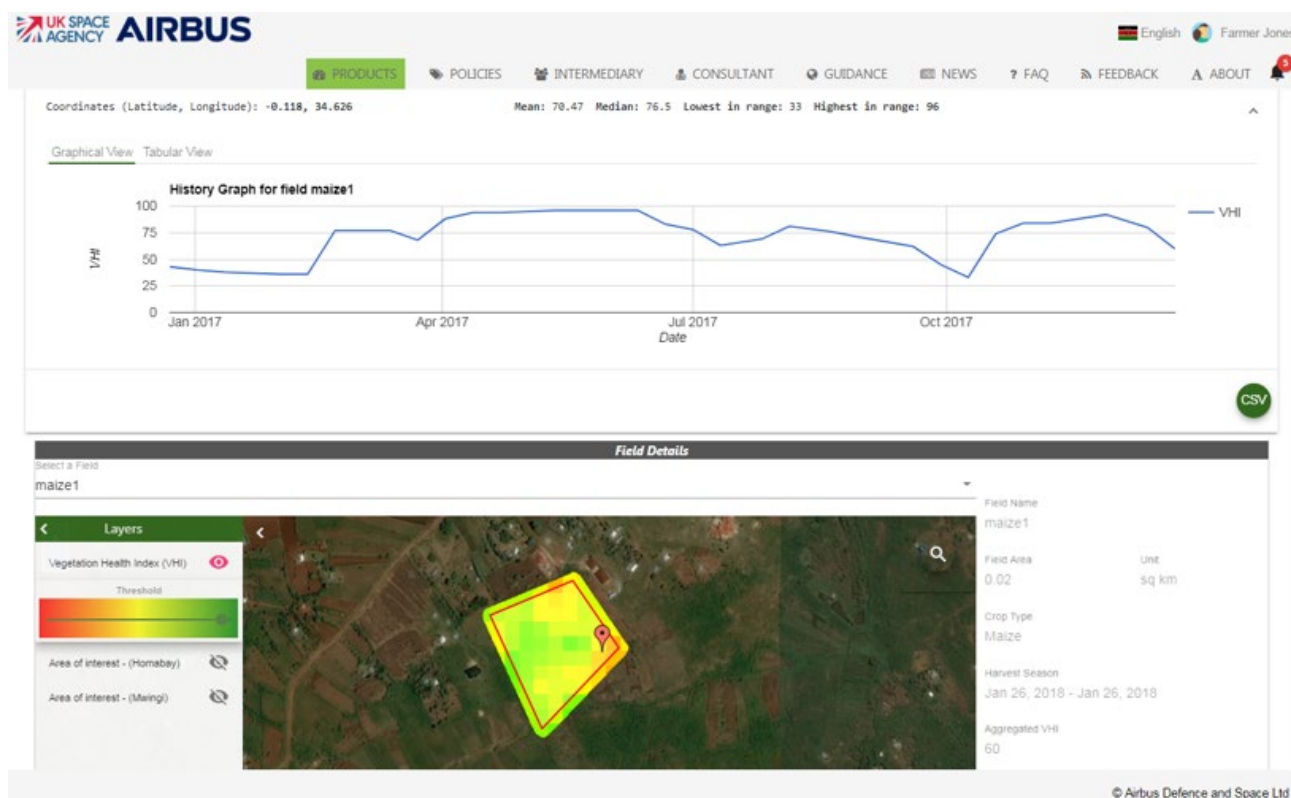 UK SPACE AGENCY AIRBUS
English Farmer Jones
PRODUCTS POLICIES INTERMEDIARY CONSULTANT GUIDANCE NEWS ? FAQ FEEDBACK A ABOUT 5
Coordinates (Latitude, Longitude): -0.118, 34.626 Mean: 70.47 Median: 76.5 Lowest in range: 33 Highest in range: 96
Graphical View Tabular View
History Graph for field maize1
100
75
50
25
0
VHI
VHI
Jan 2017 Apr 2017 Jul 2017 Oct 2017
Date
CSV
Field Details
Select a Field
maize1
Layers
Vegetation Health Index (VHI)
Threshold
Area of interest - (Homabay)
Area of interest - (Mwingi)
Field Name
maize1
Field Area Unit
0.02 sq km
Crop Type
Maize
Harvest Season
Jan 26, 2018 - Jan 26, 2018
Aggregated VHI
60
© Airbus Defence and Space Ltd